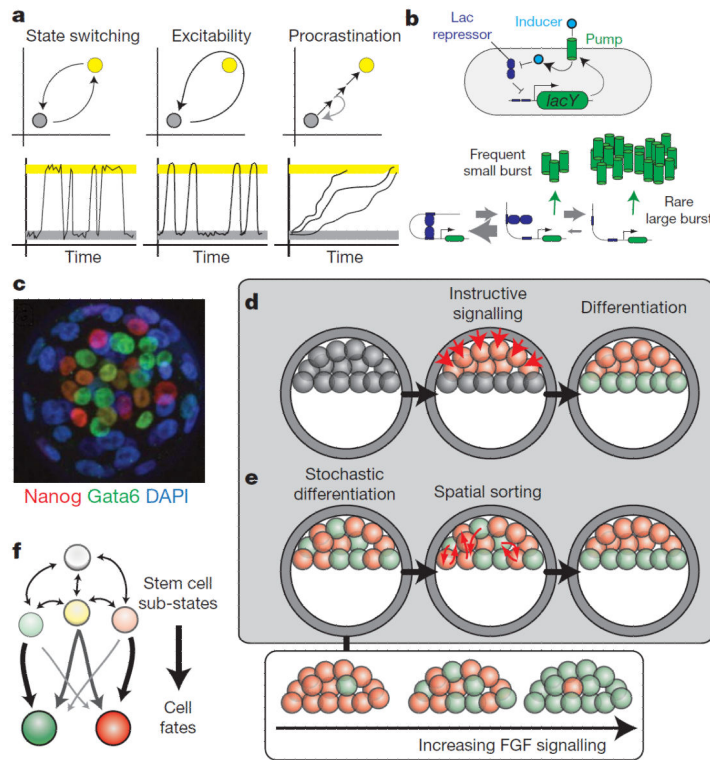 a
State switching
Excitability
Procrastination
Time
Time
Time
b
Lac
repressor
Inducer
Pump
lacY
Frequent
small burst
Rare
large burst
c
Nanog Gata6 DAPI
d
Instructive
signalling
Differentiation
e
Stochastic
differentiation
Spatial sorting
f
Stem cell
sub-states
Cell
fates
Increasing FGF signalling